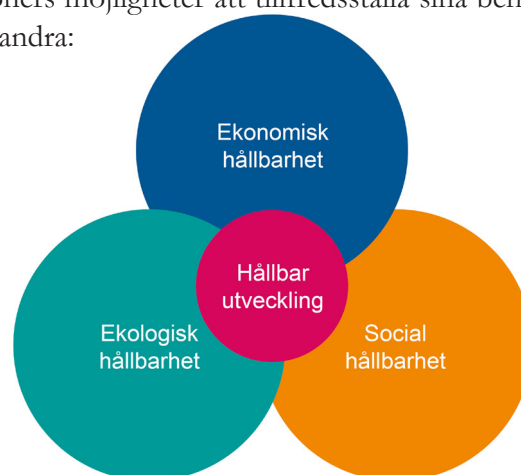 möjligheter att tillfredsställa sina
andra:
Ekonomisk
hållbarhet
Hållbar
utveckling
Ekologisk
hållbarhet
Social
hållbarhet